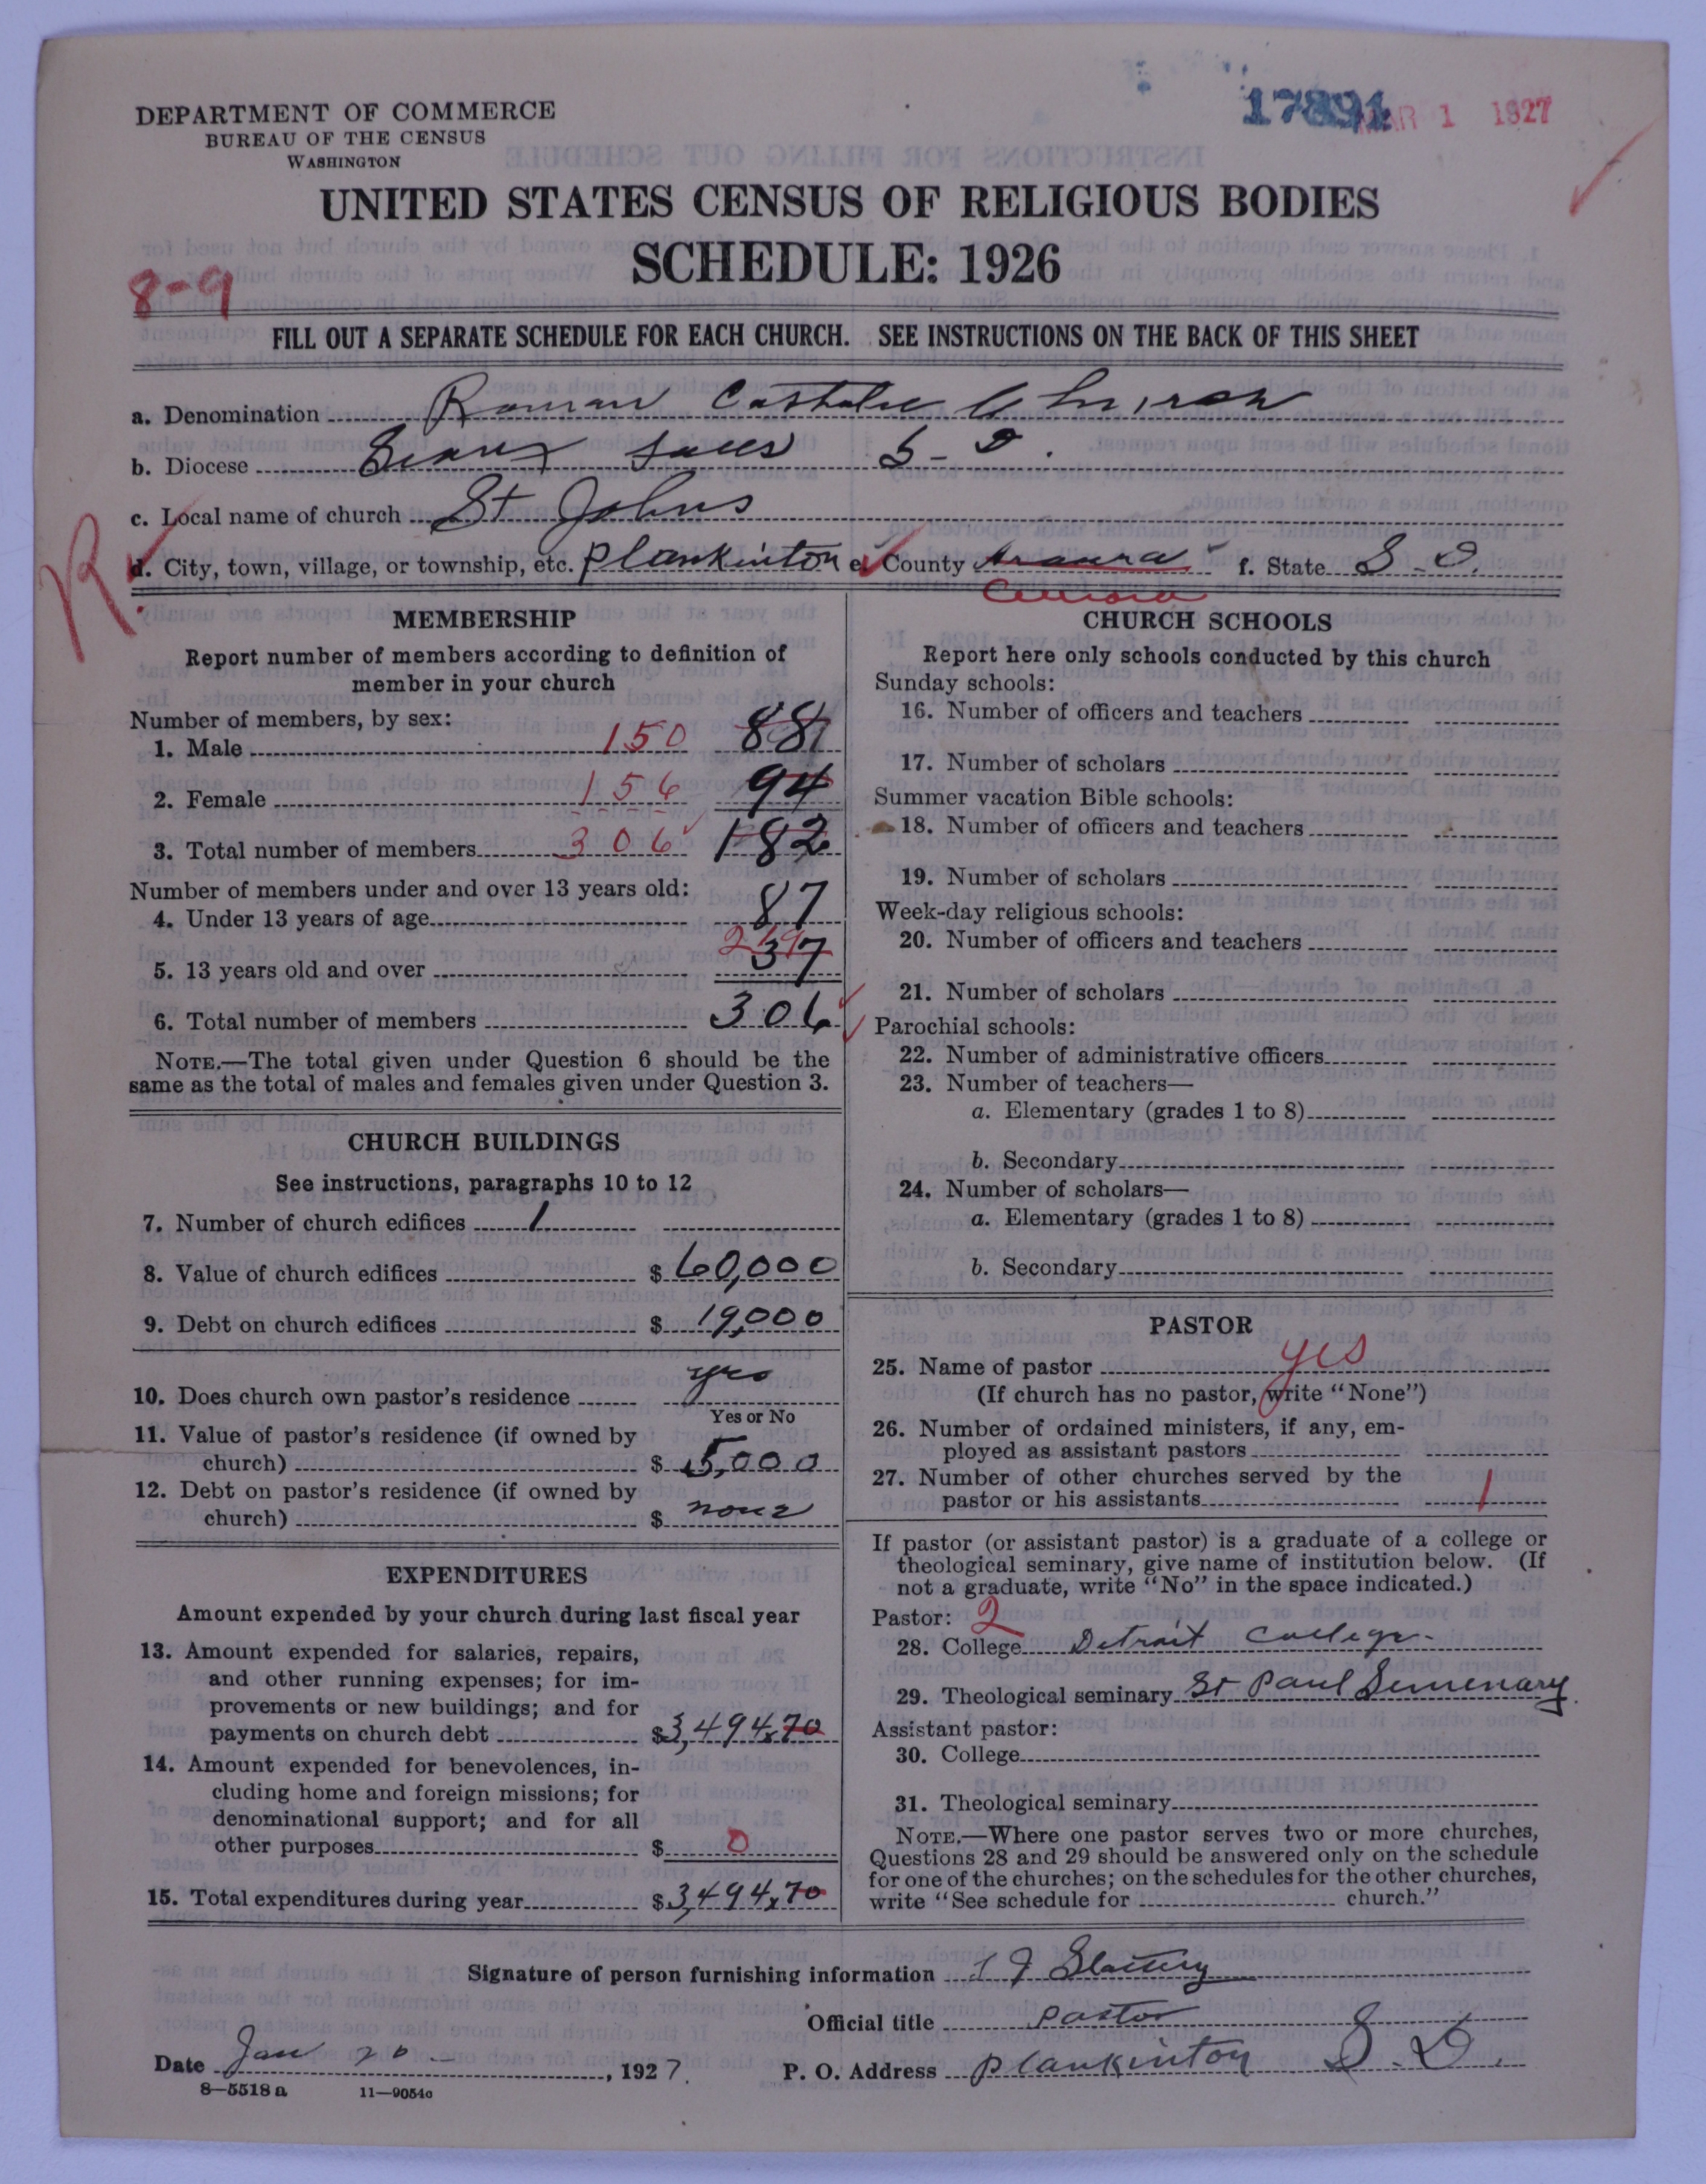 17891
MAR 1 1927
DEPARTMENT OF COMMERCE
BUREAU OF THE CENSUS
WASHINGTON
UNITED STATES CENSUS OF RELIGIOUS BODIES
SCHEDULE: 1926
8-9
FILL OUT A SEPARATE SCHEDULE FOR EACH CHURCH. SEE INSTRUCTIONS ON THE BACK OF THIS SHEET
a. Denomination Roman Catholic Church
b. Diocese Sioux Falls S-D.
c. Local name of church St Johns
R
d. City, town, village, or township, etc. Plankinton e. County Aurora f. State S-D.
Aurora
MEMBERSHIP
Report number of members according to definition of
member in your church
Number of members, by sex:
1. Male 150 88
2. Female 156 94
3. Total number of members 306 182
Number of members under and over 13 years old:
4. Under 13 years of age 87
219
5. 13 years old and over 37
6. Total number of members 306
NOTE.—The total given under Question 6 should be the
same as the total of males and females given under Question 3.
CHURCH BUILDINGS
See instructions, paragraphs 10 to 12
7. Number of church edifices 1
8. Value of church edifices $ 60,000
9. Debt on church edifices $ 19,000
10. Does church own pastor's residence yes
Yes or No
11. Value of pastor's residence (if owned by
church) $ 5,000
12. Debt on pastor's residence (if owned by
church) $ none
EXPENDITURES
Amount expended by your church during last fiscal year
13. Amount expended for salaries, repairs,
and other running expenses; for im-
provements or new buildings; and for
payments on church debt $ 3,494.70
14. Amount expended for benevolences, in-
cluding home and foreign missions; for
denominational support; and for all
other purposes $ 0
15. Total expenditures during year $ 3,494.70
CHURCH SCHOOLS
Report here only schools conducted by this church
Sunday schools:
16. Number of officers and teachers
17. Number of scholars
Summer vacation Bible schools:
18. Number of officers and teachers
19. Number of scholars
Week-day religious schools:
20. Number of officers and teachers
21. Number of scholars
Parochial schools:
22. Number of administrative officers
23. Number of teachers—
a. Elementary (grades 1 to 8)
b. Secondary
24. Number of scholars—
a. Elementary (grades 1 to 8)
b. Secondary
PASTOR
25. Name of pastor yes
(If church has no pastor, write "None")
26. Number of ordained ministers, if any, em-
ployed as assistant pastors
27. Number of other churches served by the
pastor or his assistants 1
If pastor (or assistant pastor) is a graduate of a college or
theological seminary, give name of institution below. (If
not a graduate, write "No" in the space indicated.)
Pastor: 2
28. College Detroit College
29. Theological seminary St Paul Semenary
Assistant pastor:
30. College
31. Theological seminary
NOTE.—Where one pastor serves two or more churches,
Questions 28 and 29 should be answered only on the schedule
for one of the churches; on the schedules for the other churches,
write "See schedule for church."
Signature of person furnishing information J Slattery
Official title pastor
Date Jan 20 , 1927. P. O. Address Plankinton S. D.
8—5518 a 11—9054c